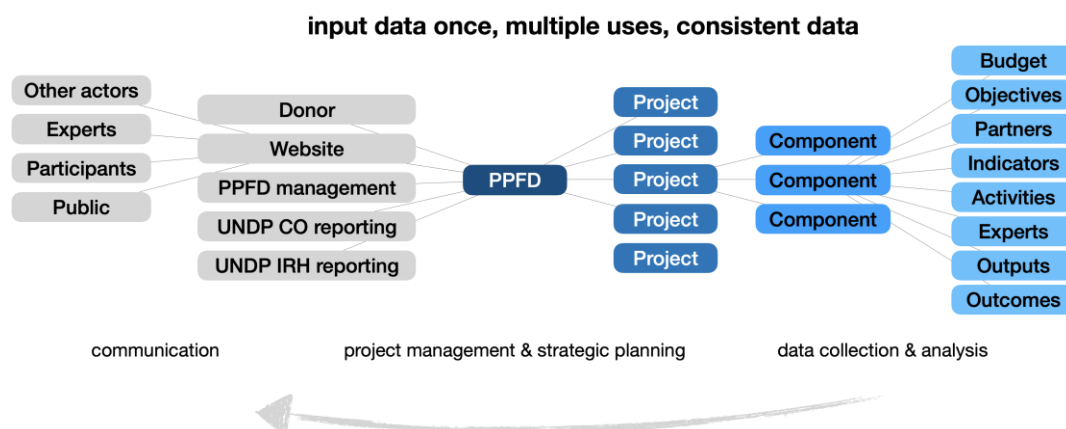 input data once, multiple uses, consistent data
Other actors
Experts
Participants
Public
Donor
Website
PPFD management
UNDP CO reporting
UNDP IRH reporting
PPFD
Project
Project
Project
Project
Project
Component
Component
Component
Budget
Objectives
Partners
Indicators
Activities
Experts
Outputs
Outcomes
communication
project management & strategic planning
data collection & analysis